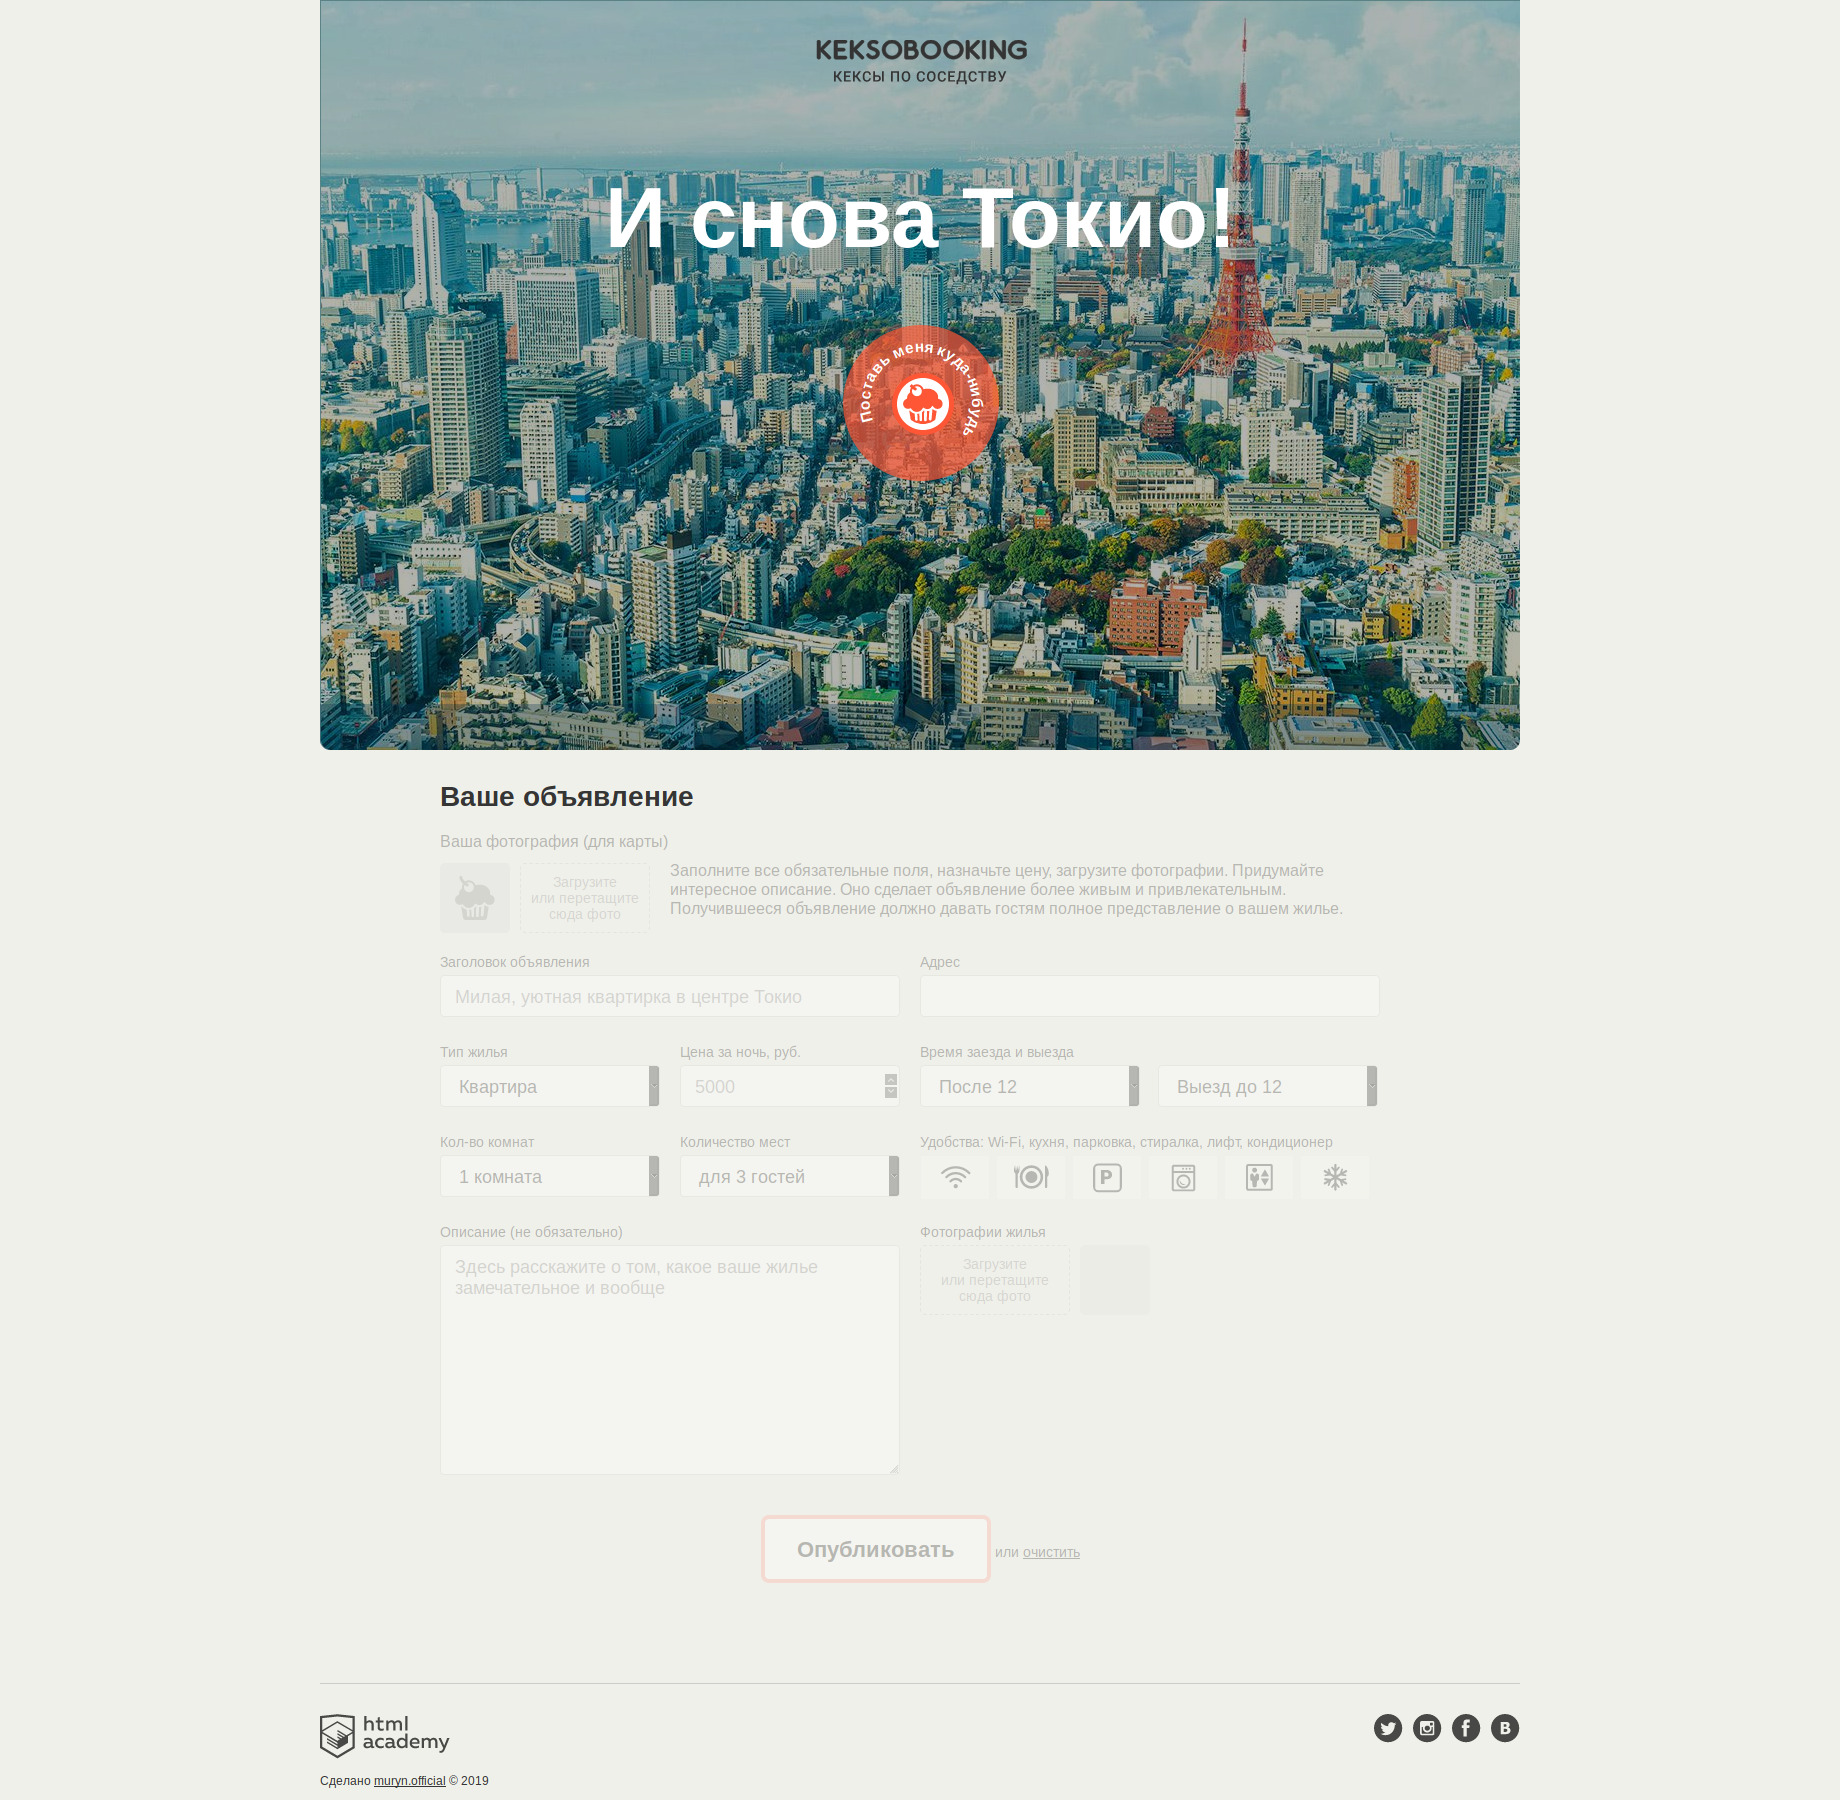 KEKSOBOOKING
КЕКСЫ ПО СОСЕДСТВУ
И снова Токио!
Поставь меня куда-нибудь
Ваше объявление
Ваша фотография (для карты)
Загрузите
или перетащите
сюда фото
Заполните все обязательные поля, назначьте цену, загрузите фотографии. Придумайте
интересное описание. Оно сделает объявление более живым и привлекательным.
Получившееся объявление должно давать гостям полное представление о вашем жилье.
Заголовок объявления
Адрес
Милая, уютная квартирка в центре Токио
Тип жилья
Цена за ночь, руб.
Время заезда и выезда
Квартира
5000
После 12
Выезд до 12
Кол-во комнат
Количество мест
Удобства: Wi-Fi, кухня, парковка, стиралка, лифт, кондиционер
1 комната
для 3 гостей
P
Описание (не обязательно)
Фотографии жилья
Здесь расскажите о том, какое ваше жилье
замечательное и вообще
Загрузите
или перетащите
сюда фото
Опубликовать
или очистить
html
academy
Сделано muryn.official © 2019